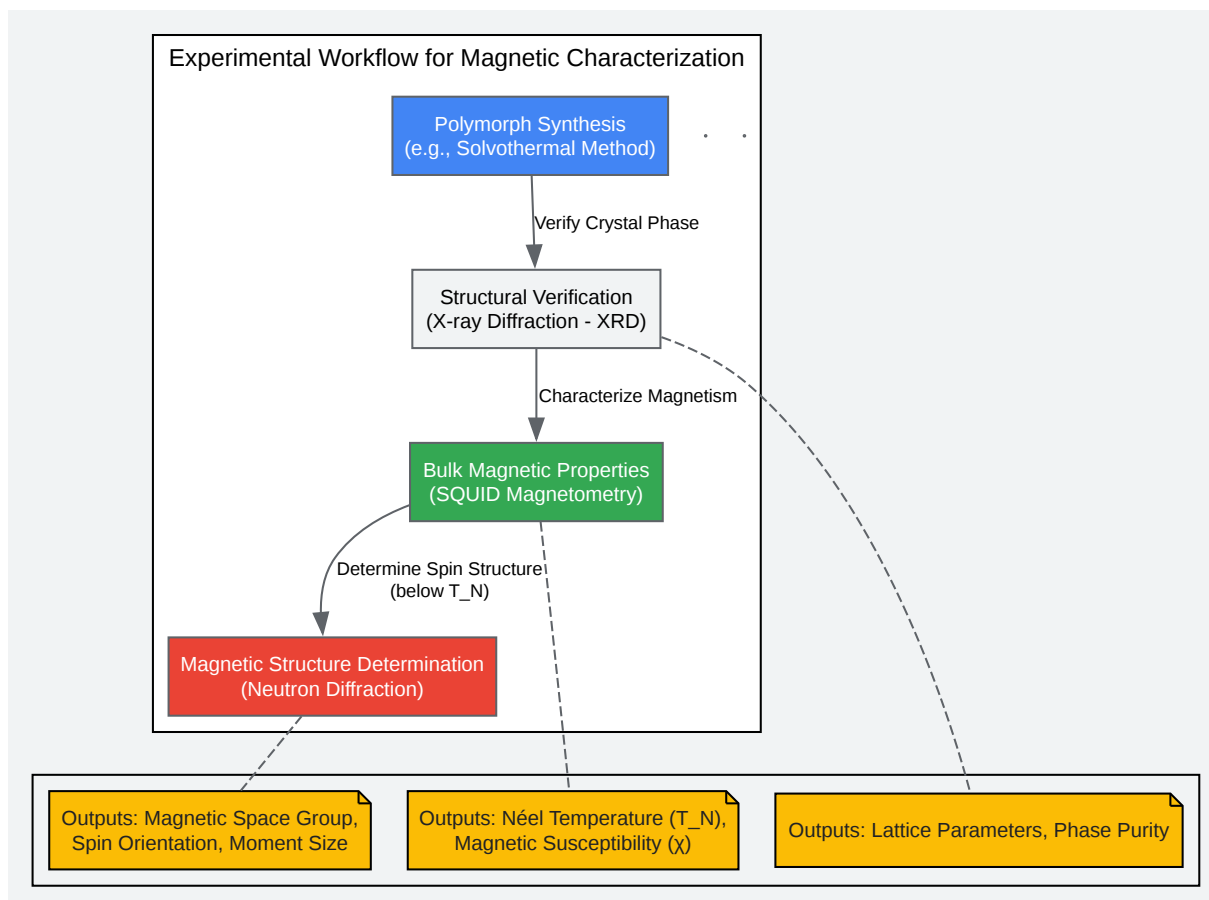 Experimental Workflow for Magnetic Characterization
Polymorph Synthesis
(e.g., Solvothermal Method)
Verify Crystal Phase
Structural Verification
(X-ray Diffraction - XRD)
Characterize Magnetism
Bulk Magnetic Properties
(SQUID Magnetometry)
Determine Spin Structure
(below T_N)
Magnetic Structure Determination
(Neutron Diffraction)
Outputs: Magnetic Space Group,
Spin Orientation, Moment Size
Outputs: Néel Temperature (T_N),
Magnetic Susceptibility (χ)
Outputs: Lattice Parameters, Phase Purity